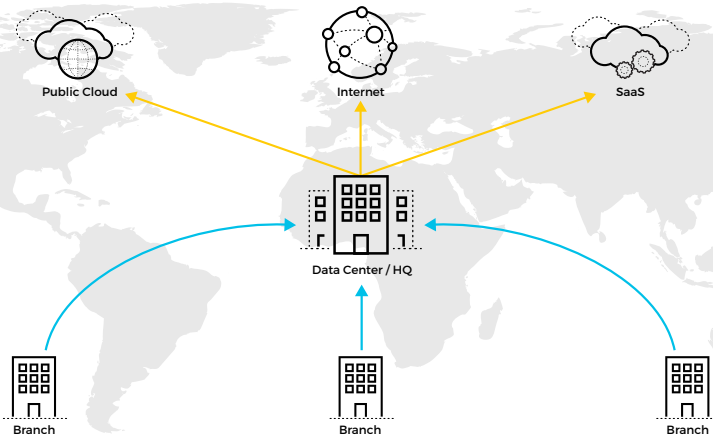 Public Cloud
Internet
SaaS
Data Center / HQ
Branch
Branch
Branch